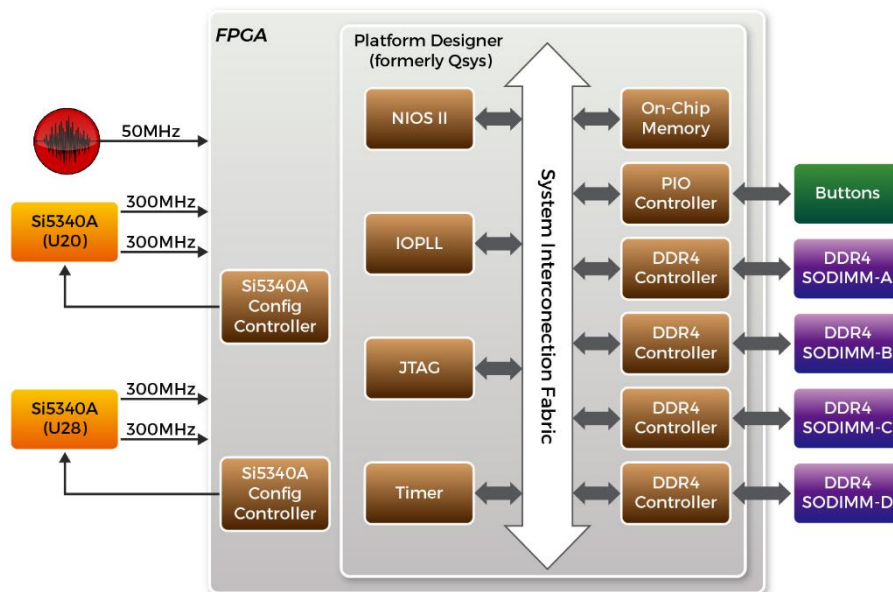 FPGA
Platform Designer
(formerly Qsys)
50MHz
Si5340A
(U20)
300MHz
300MHz
Si5340A
Config
Controller
Si5340A
(U28)
300MHz
300MHz
Si5340A
Config
Controller
NIOS II
IOPLL
JTAG
Timer
System Interconection Fabric
On-Chip
Memory
PIO
Controller
DDR4
Controller
DDR4
Controller
DDR4
Controller
DDR4
Controller
Buttons
DDR4
SODIMM-A
DDR4
SODIMM-B
DDR4
SODIMM-C
DDR4
SODIMM-D